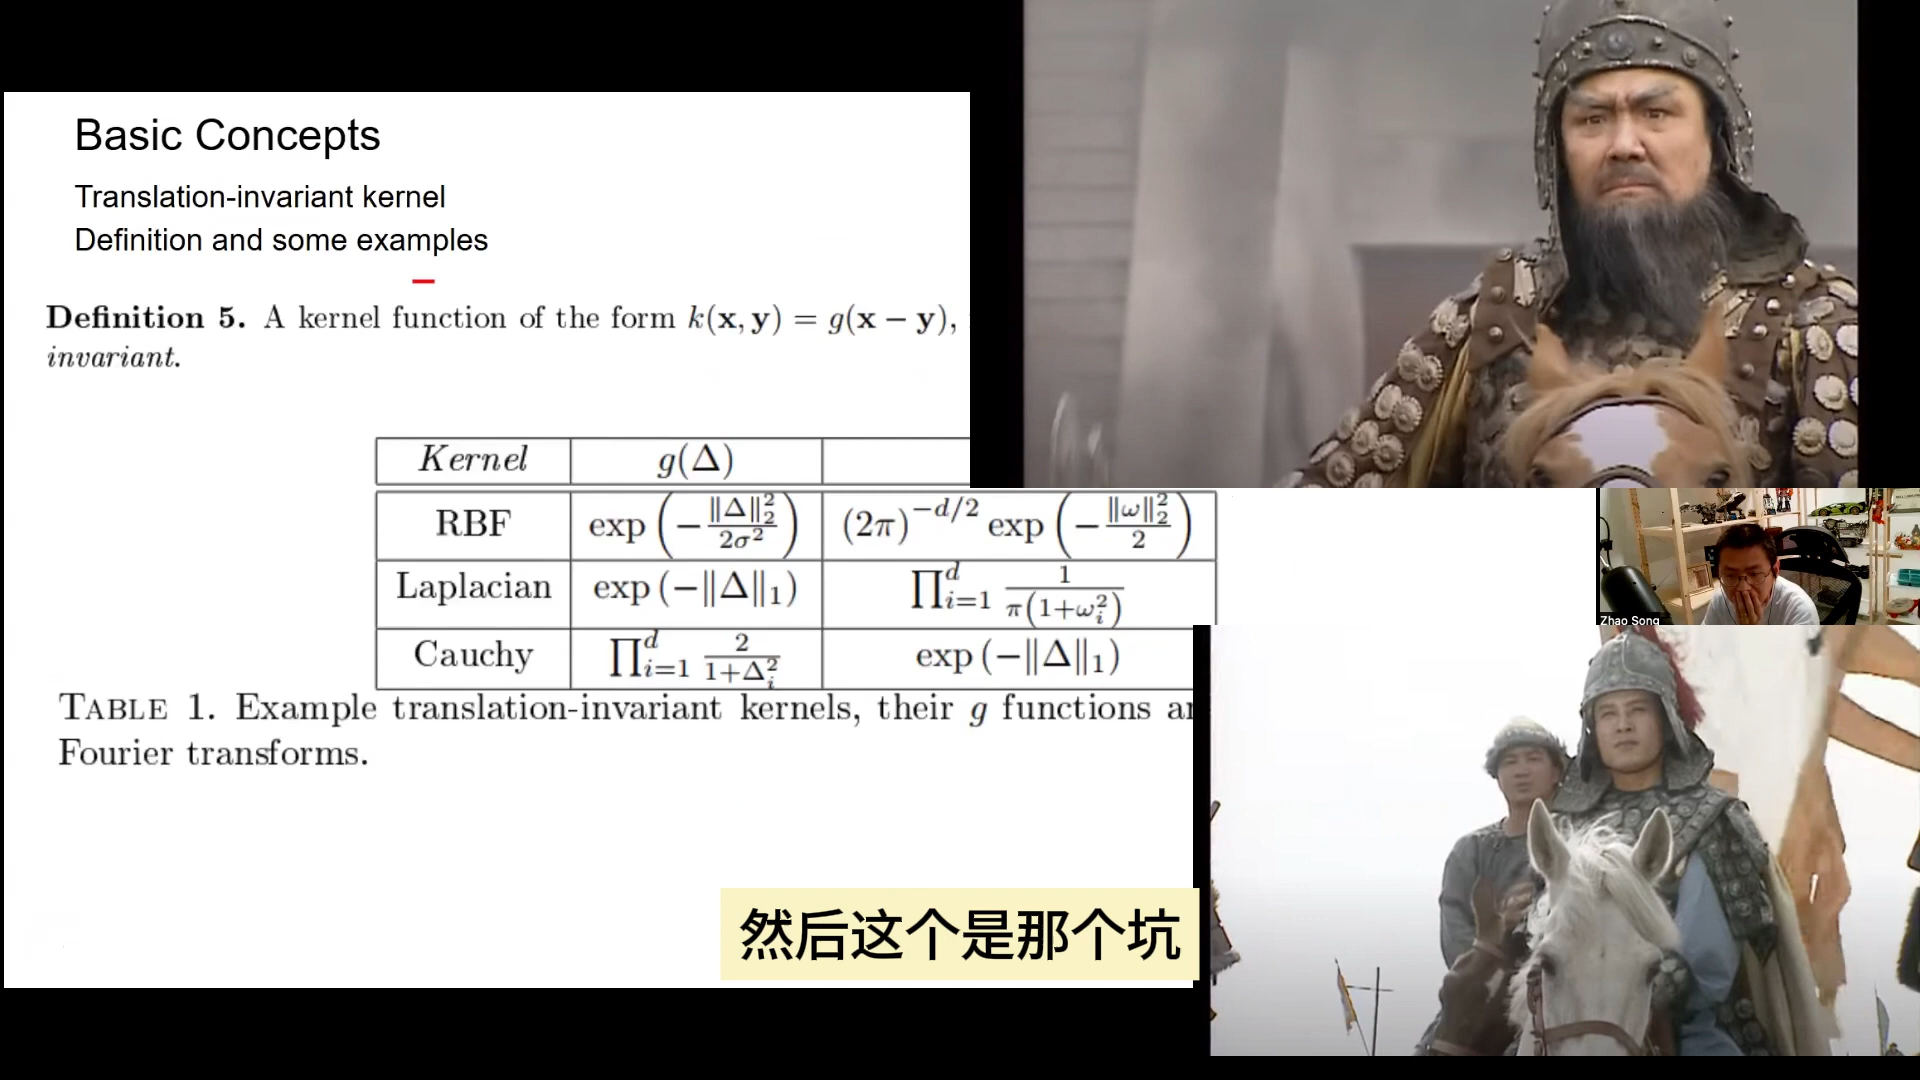 Basic Concepts
Translation-invariant kernel
Definition and some examples
Definition 5. A kernel function of the form k(x, y) = g(x − y),
invariant.
Kernel g(Δ)
RBF exp(−‖Δ‖₂²/2σ²) (2π)^{−d/2} exp(−‖ω‖₂²/2)
Laplacian exp(−‖Δ‖₁) ∏_{i=1}^{d} 1/π(1+ω_i²)
Cauchy ∏_{i=1}^{d} 2/1+Δ_i² exp(−‖Δ‖₁)
TABLE 1. Example translation-invariant kernels, their g functions
Fourier transforms.
Zhao Song
然后这个是那个坑